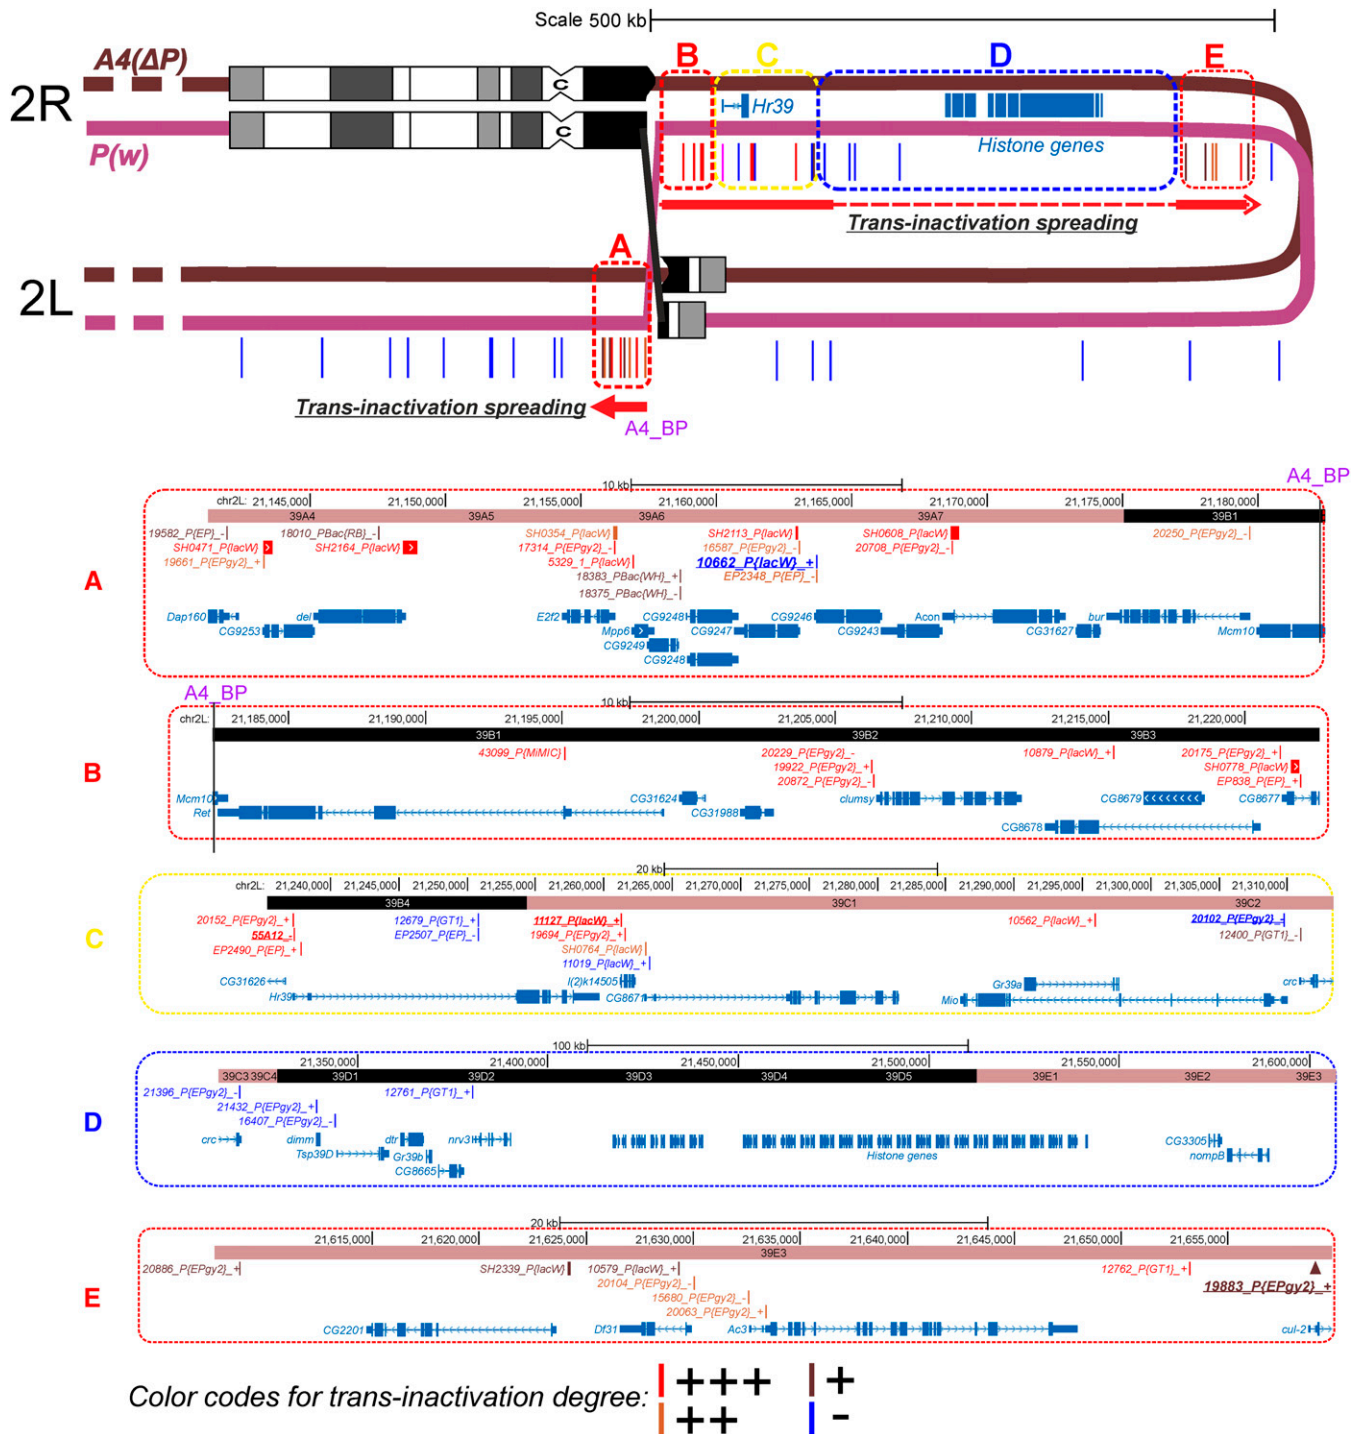 Scale 500 kb
A4(ΔP)
B C D E
2R
c
Hr39
c
P(w)
Histone genes
Trans-inactivation spreading
A
2L
Trans-inactivation spreading
A4_BP
A4_BP
10 kb
chr2L: 21,145,000 21,150,000 21,155,000 21,160,000 21,165,000 21,170,000 21,175,000 21,180,000
39A4 39A5 39A6 39A7 39B1
19582_P{EP}_- 18010_PBac{RB}_- SH0354_P{lacW} SH2113_P{lacW} SH0608_P{lacW} 20250_P{EPgy2}_-
SH0471_P{lacW} SH2164_P{lacW} 17314_P{EPgy2}_- 16587_P{EPgy2}_- 20708_P{EPgy2}_-
19661_P{EPgy2}_+ 5329_1_P{lacW} 10662_P{lacW}_+
18383_PBac{WH}_+ EP2348_P{EP}_-
18375_PBac{WH}_-
A
Dap160 del E2f2 CG9248 CG9246 Acon bur
CG9253 Mpp6 CG9247 CG9243 CG31627 Mcm10
CG9249
CG9248
A4_BP
10 kb
chr2L: 21,185,000 21,190,000 21,195,000 21,200,000 21,205,000 21,210,000 21,215,000 21,220,000
39B1 39B2 39B3
43099_P{MiMIC} 20229_P{EPgy2}_- 10879_P{lacW}_+ 20175_P{EPgy2}_+
19922_P{EPgy2}_+ SH0778_P{lacW}
20872_P{EPgy2}_- EP838_P{EP}_+
B
Mcm10 CG31624 clumsy CG8679 CG8677
Ret CG31988
CG8678
20 kb
chr2L: 21,240,000 21,245,000 21,250,000 21,255,000 21,260,000 21,265,000 21,270,000 21,275,000 21,280,000 21,285,000 21,290,000 21,295,000 21,300,000 21,305,000 21,310,000
39B4 39C1 39C2
20152_P{EPgy2}_+ 12679_P{GT1}_+ 11127_P{lacW}_+ 10562_P{lacW}_+ 20102_P{EPgy2}_-
55A12_- EP2507_P{EP}_- 19694_P{EPgy2}_+ 12400_P{GT1}_-
EP2490_P{EP}_+ SH0764_P{lacW}
11019_P{lacW}_+
C
CG31626 l(2)k14505 Gr39a crc
Hr39 CG8671 Mio
100 kb
21,350,000 21,400,000 21,450,000 21,500,000 21,550,000 21,600,000
39C3 39C4 39D1 39D2 39D3 39D4 39D5 39E1 39E2 39E3
21396_P{EPgy2}_- 12761_P{GT1}_+
21432_P{EPgy2}_+
16407_P{EPgy2}_-
D
crc dimm dtr nrv3 CG3305
Tsp39D Gr39b Histone genes nompB
CG8665
20 kb
21,615,000 21,620,000 21,625,000 21,630,000 21,635,000 21,640,000 21,645,000 21,650,000 21,655,000
39E3
20886_P{EPgy2}_+ SH2339_P{lacW} 10579_P{lacW}_+ 12762_P{GT1}_+
20104_P{EPgy2}_- 19883_P{EPgy2}_+
15680_P{EPgy2}_-
20063_P{EPgy2}_+
E
CG2201 Df31 Ac3 cul-2
Color codes for trans-inactivation degree: +++ +
++ -